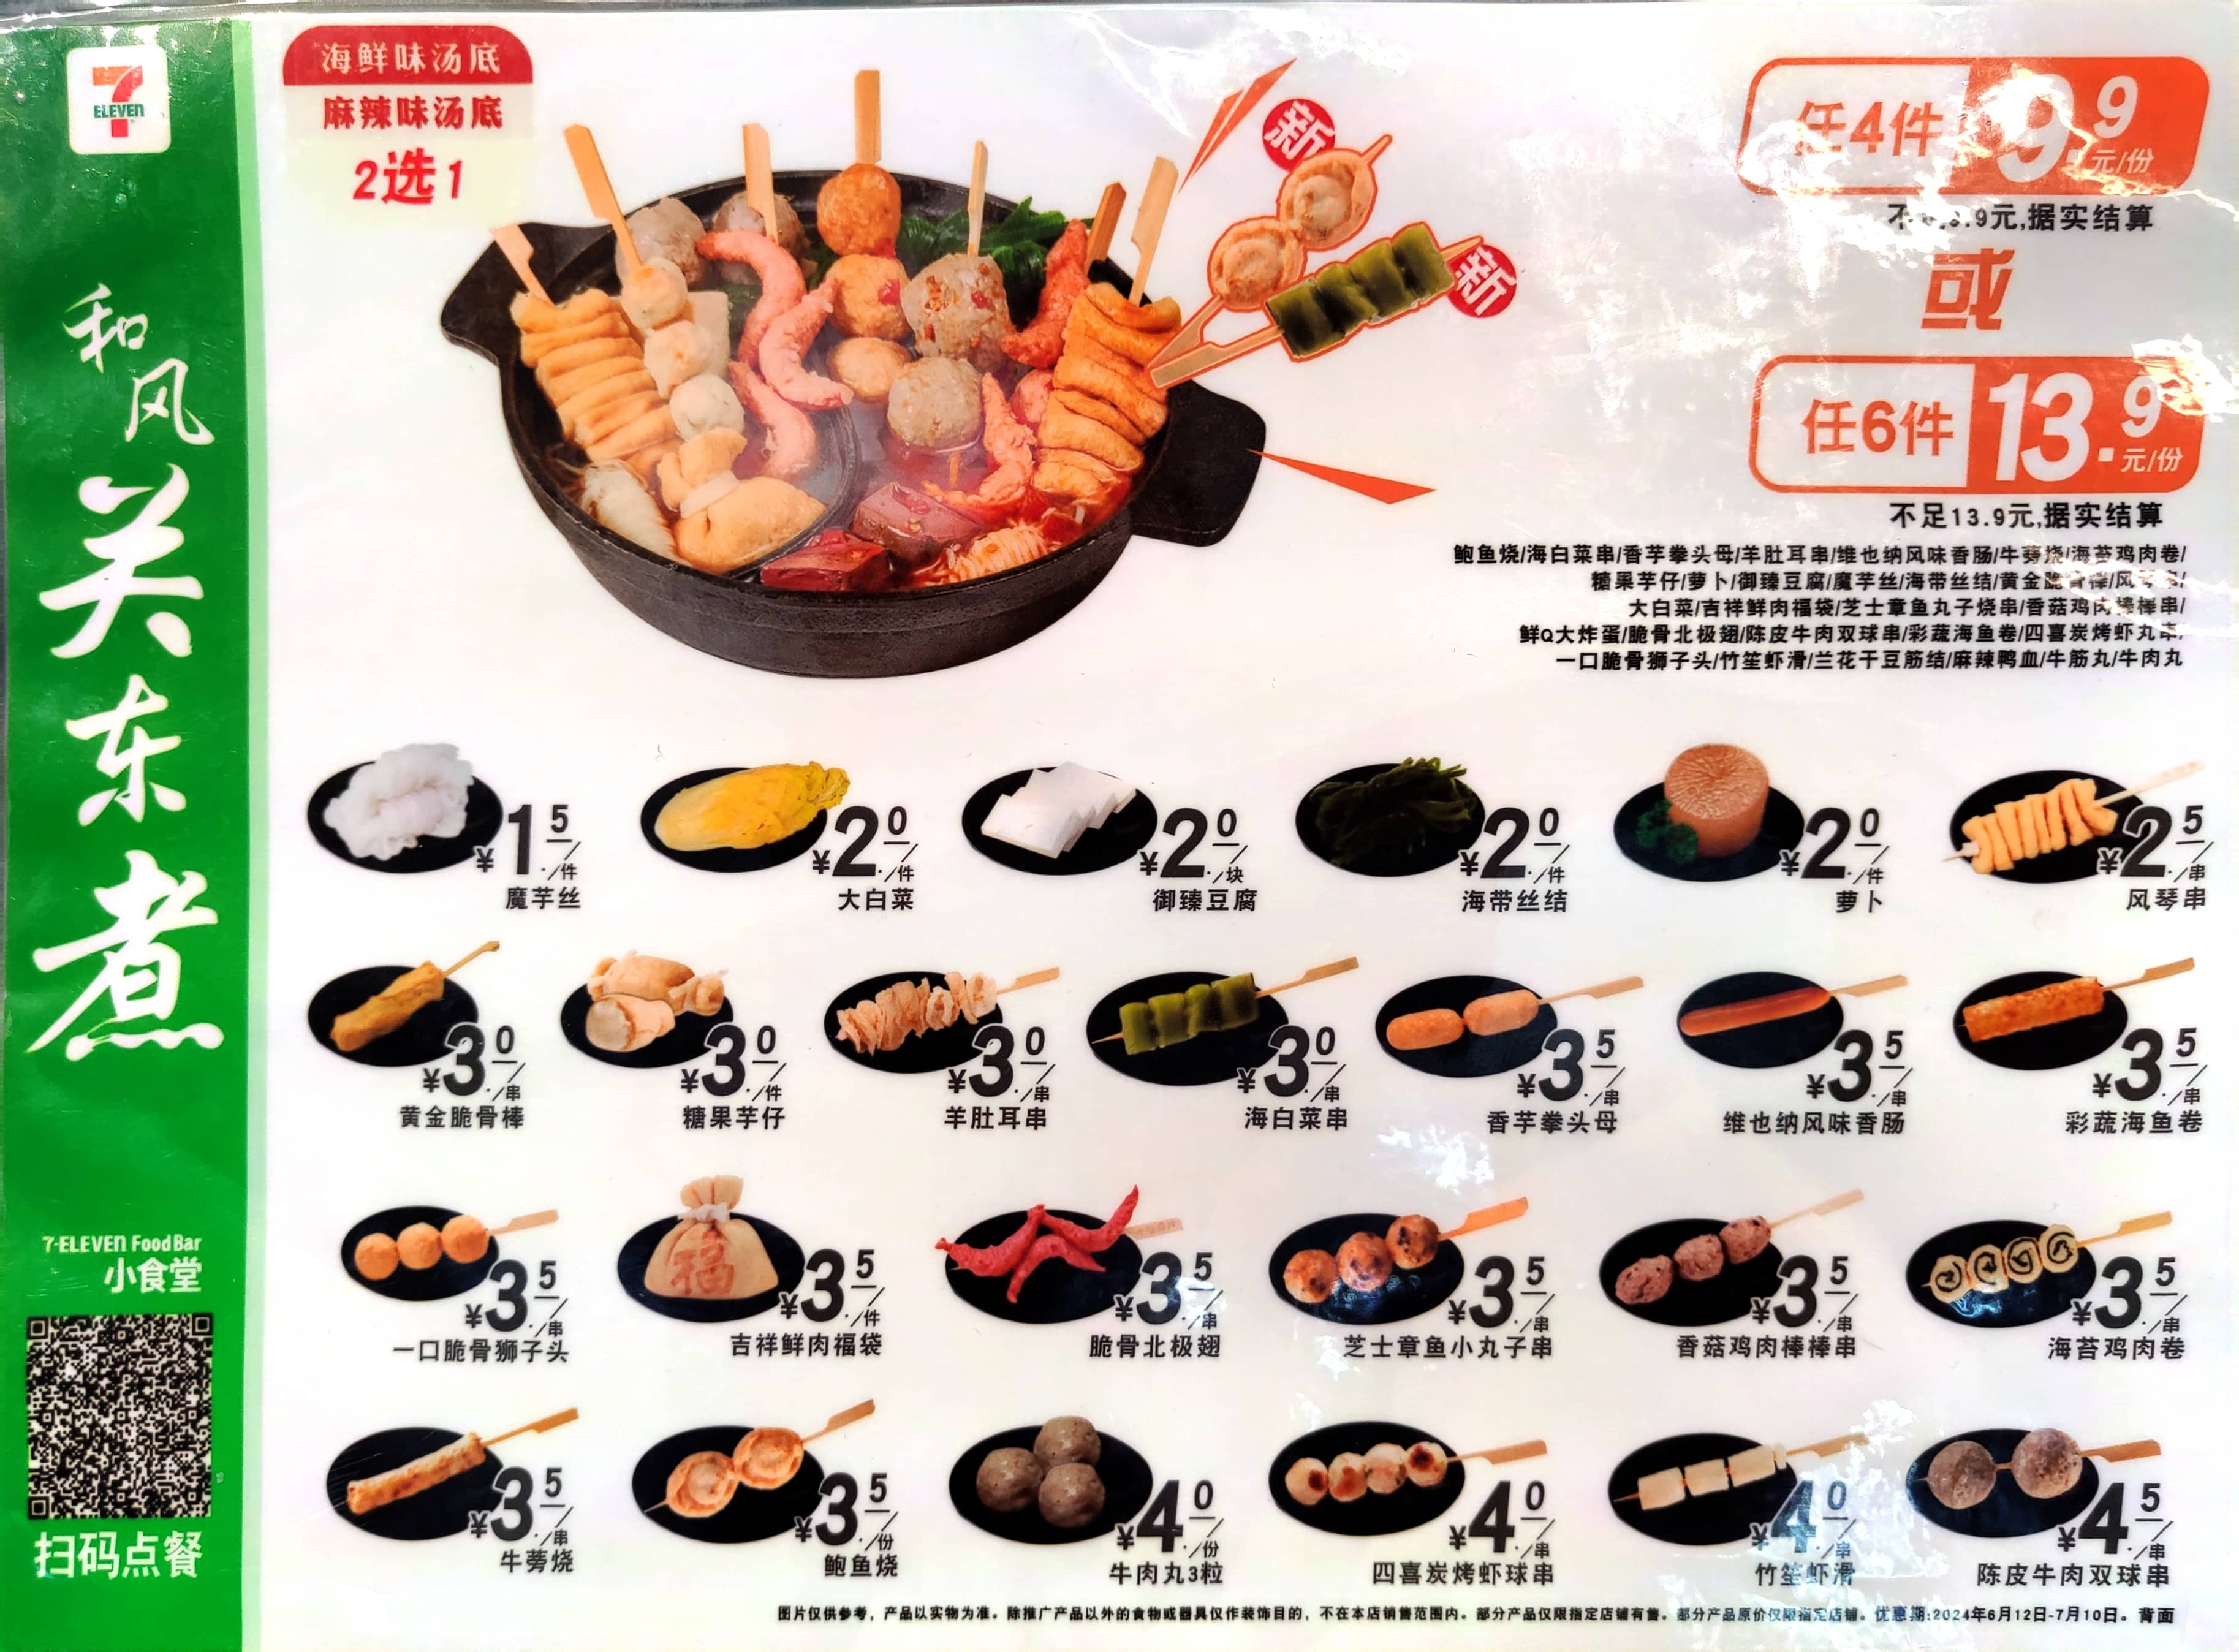 7
ELEVEN
和风
关东煮
7-ELEVEN Food Bar
小食堂
扫码点餐
海鲜味汤底
麻辣味汤底
2选1
新
新
任4件 9.9元/份
不足9.9元,据实结算
或
任6件 13.9元/份
不足13.9元,据实结算
鲍鱼烧/海白菜串/香芋拳头母/羊肚耳串/维也纳风味香肠/牛蒡烧/海苔鸡肉卷/
糖果芋仔/萝卜/御臻豆腐/魔芋丝/海带丝结/黄金脆骨棒/风琴串/
大白菜/吉祥鲜肉福袋/芝士章鱼丸子烧串/香菇鸡肉棒棒串/
鲜Q大炸蛋/脆骨北极翅/陈皮牛肉双球串/彩蔬海鱼卷/四喜炭烤虾丸串/
一口脆骨狮子头/竹笙虾滑/兰花干豆筋结/麻辣鸭血/牛筋丸/牛肉丸
¥1.5/件
魔芋丝
¥2.0/件
大白菜
¥2.0/块
御臻豆腐
¥2.0/件
海带丝结
¥2.0/件
萝卜
¥2.5/串
风琴串
¥3.0/串
黄金脆骨棒
¥3.0/件
糖果芋仔
¥3.0/串
羊肚耳串
¥3.0/串
海白菜串
¥3.5/串
香芋拳头母
¥3.5/串
维也纳风味香肠
¥3.5/串
彩蔬海鱼卷
¥3.5/串
一口脆骨狮子头
福
¥3.5/件
吉祥鲜肉福袋
¥3.5/串
脆骨北极翅
¥3.5/串
芝士章鱼小丸子串
¥3.5/串
香菇鸡肉棒棒串
¥3.5/串
海苔鸡肉卷
¥3.5/串
牛蒡烧
¥3.5/份
鲍鱼烧
¥4.0/份
牛肉丸3粒
¥4.0/串
四喜炭烤虾球串
¥4.0/串
竹笙虾滑
¥4.5/串
陈皮牛肉双球串
图片仅供参考，产品以实物为准。除推广产品以外的食物或器具仅作装饰目的，不在本店销售范围内。部分产品仅限指定店铺有售。部分产品原价仅限指定店铺。优惠期:2024年6月12日-7月10日。背面